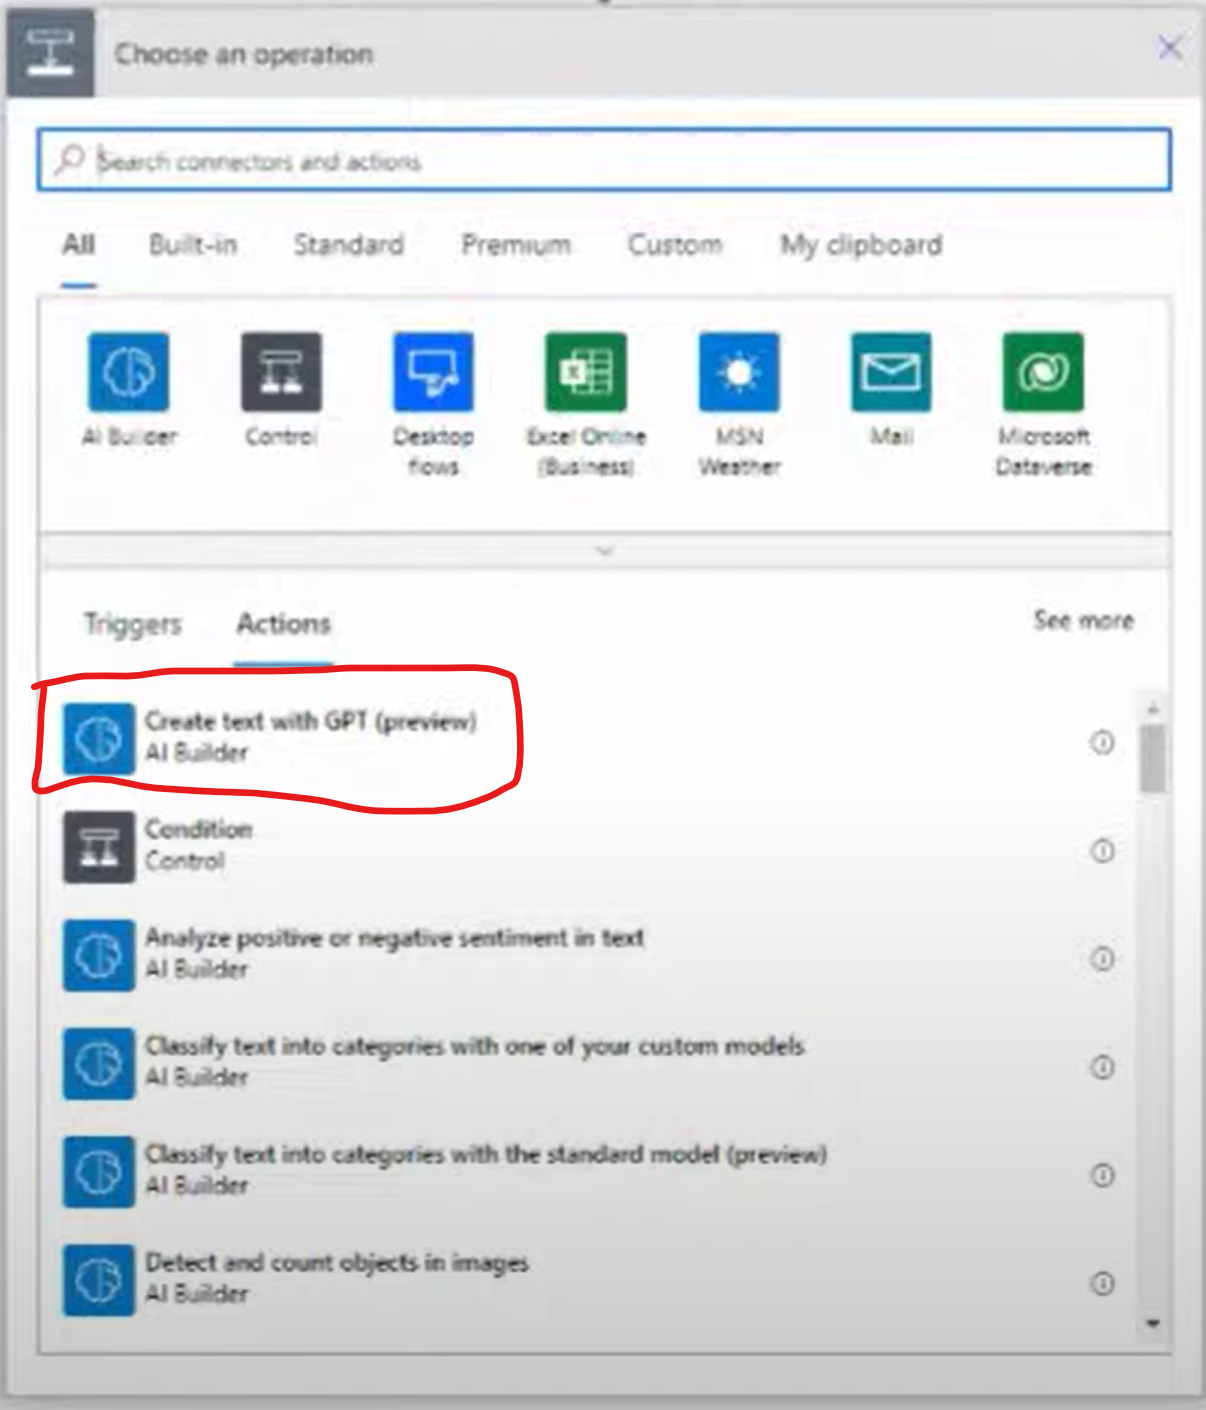 Choose an operation
Search connectors and actions
All Built-in Standard Premium Custom My clipboard
AI Builder Control Desktop flows Excel Online (Business) MSN Weather Mail Microsoft Dataverse
Triggers Actions See more
Create text with GPT (preview)
AI Builder
Condition
Control
Analyze positive or negative sentiment in text
AI Builder
Classify text into categories with one of your custom models
AI Builder
Classify text into categories with the standard model (preview)
AI Builder
Detect and count objects in images
AI Builder